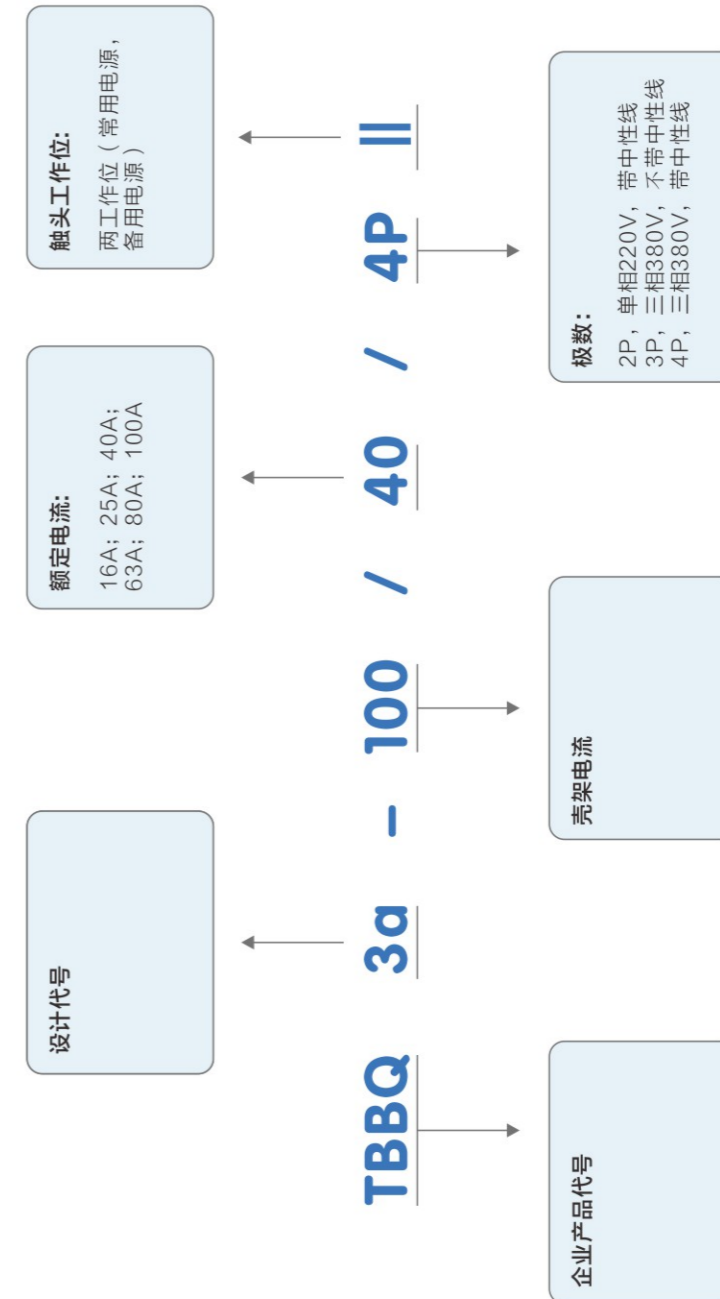 设计代号
额定电流:
16A; 25A; 40A;
63A; 80A; 100A
触头工作位:
两工作位（常用电源，
备用电源）
TBBQ 3a - 100 / 40 / 4P II
企业产品代号
壳架电流
极数:
2P，单相220V，带中性线
3P，三相380V，不带中性线
4P，三相380V，带中性线